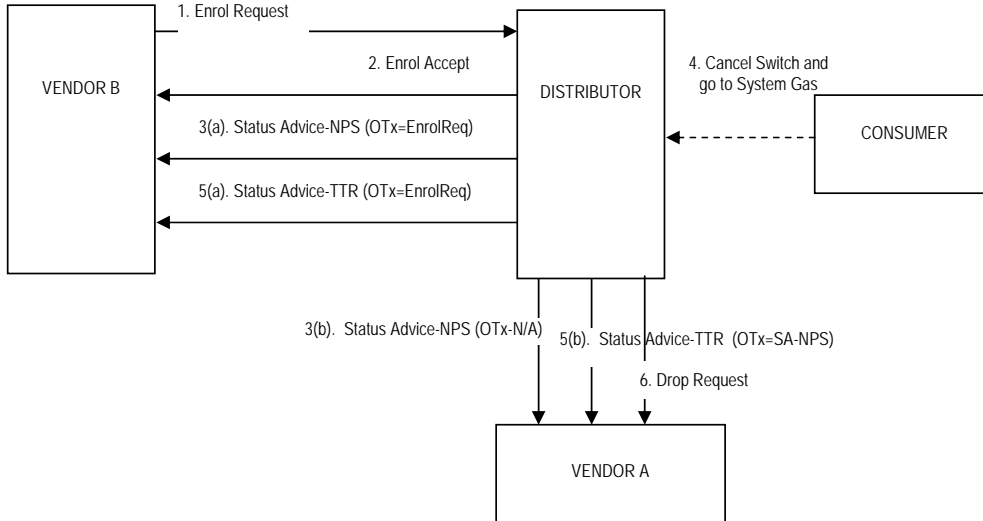 1. Enrol Request
2. Enrol Accept
VENDOR B
DISTRIBUTOR
4. Cancel Switch and
go to System Gas
3(a). Status Advice-NPS (OTx=EnrolReq)
CONSUMER
5(a). Status Advice-TTR (OTx=EnrolReq)
3(b). Status Advice-NPS (OTx-N/A)
5(b). Status Advice-TTR (OTx=SA-NPS)
6. Drop Request
VENDOR A